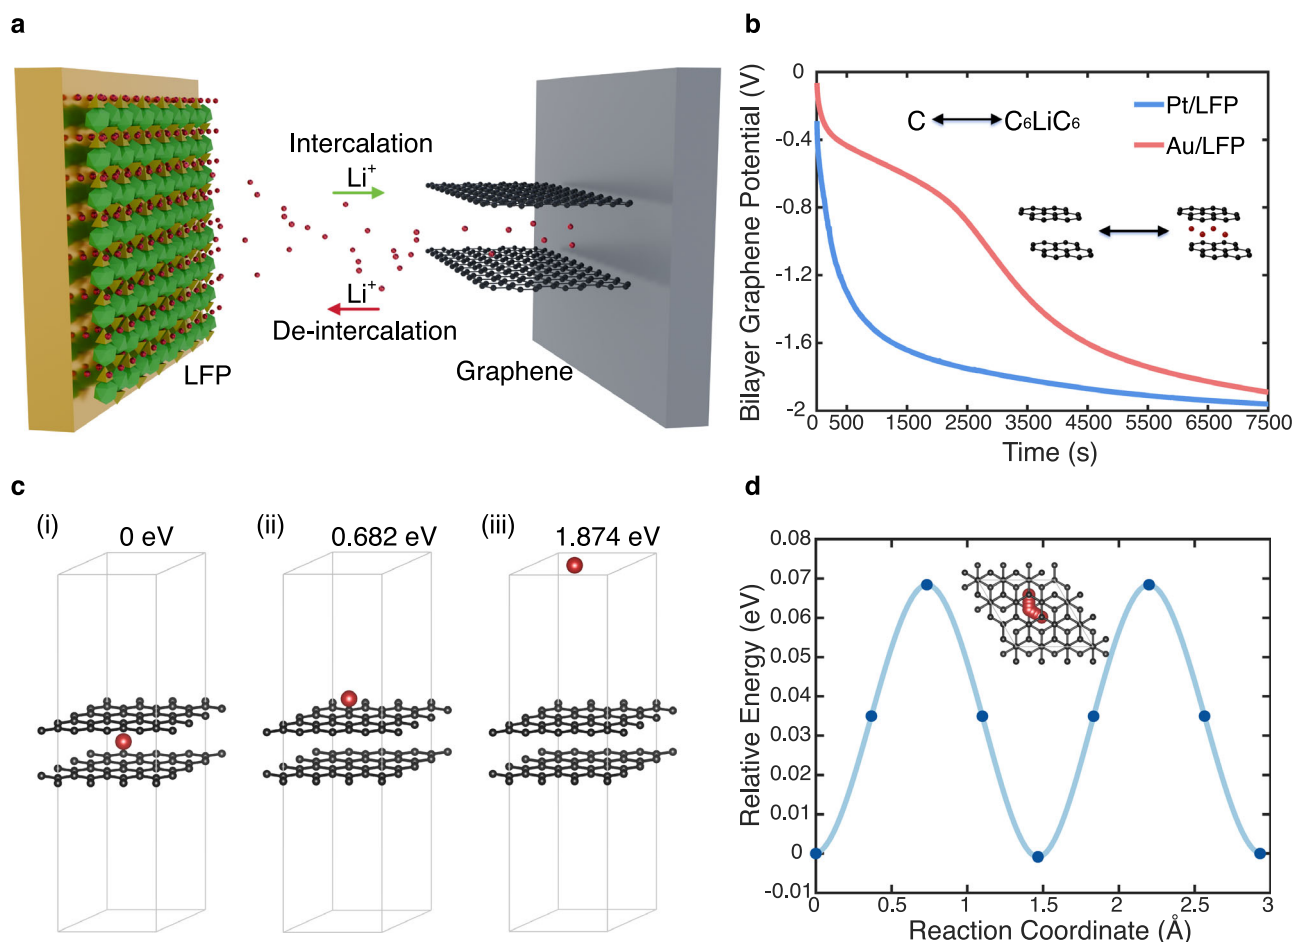 a
Intercalation
Li⁺
Li⁺
De-intercalation
LFP
Graphene
b
Bilayer Graphene Potential (V)
0
-0.4
-0.8
-1.2
-1.6
-2
C C₆LiC₆
Pt/LFP
Au/LFP
0 500 1500 2500 3500 4500 5500 6500 7500
Time (s)
c
(i) 0 eV
(ii) 0.682 eV
(iii) 1.874 eV
d
Relative Energy (eV)
0.08
0.07
0.06
0.05
0.04
0.03
0.02
0.01
0
-0.01
0 0.5 1 1.5 2 2.5 3
Reaction Coordinate (Å)